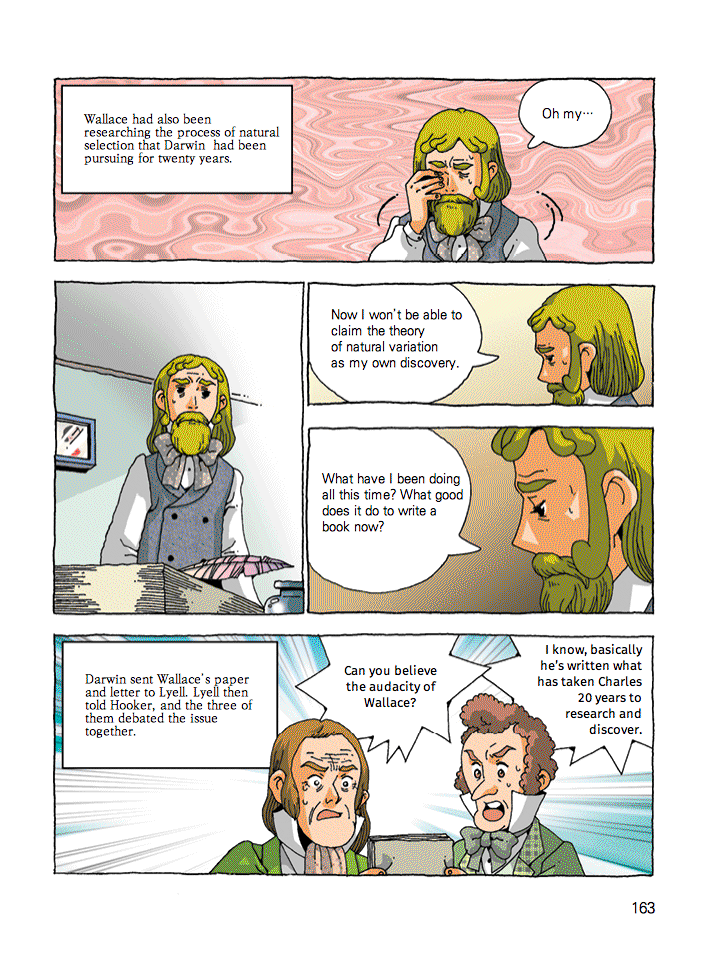 Wallace had also been
researching the process of natural
selection that Darwin had been
pursuing for twenty years.
Oh my…
Now I won't be able to
claim the theory
of natural variation
as my own discovery.
What have I been doing
all this time? What good
does it do to write a
book now?
Darwin sent Wallace's paper
and letter to Lyell. Lyell then
told Hooker, and the three of
them debated the issue
together.
Can you believe
the audacity of
Wallace?
I know, basically
he's written what
has taken Charles
20 years to
research and
discover.
163